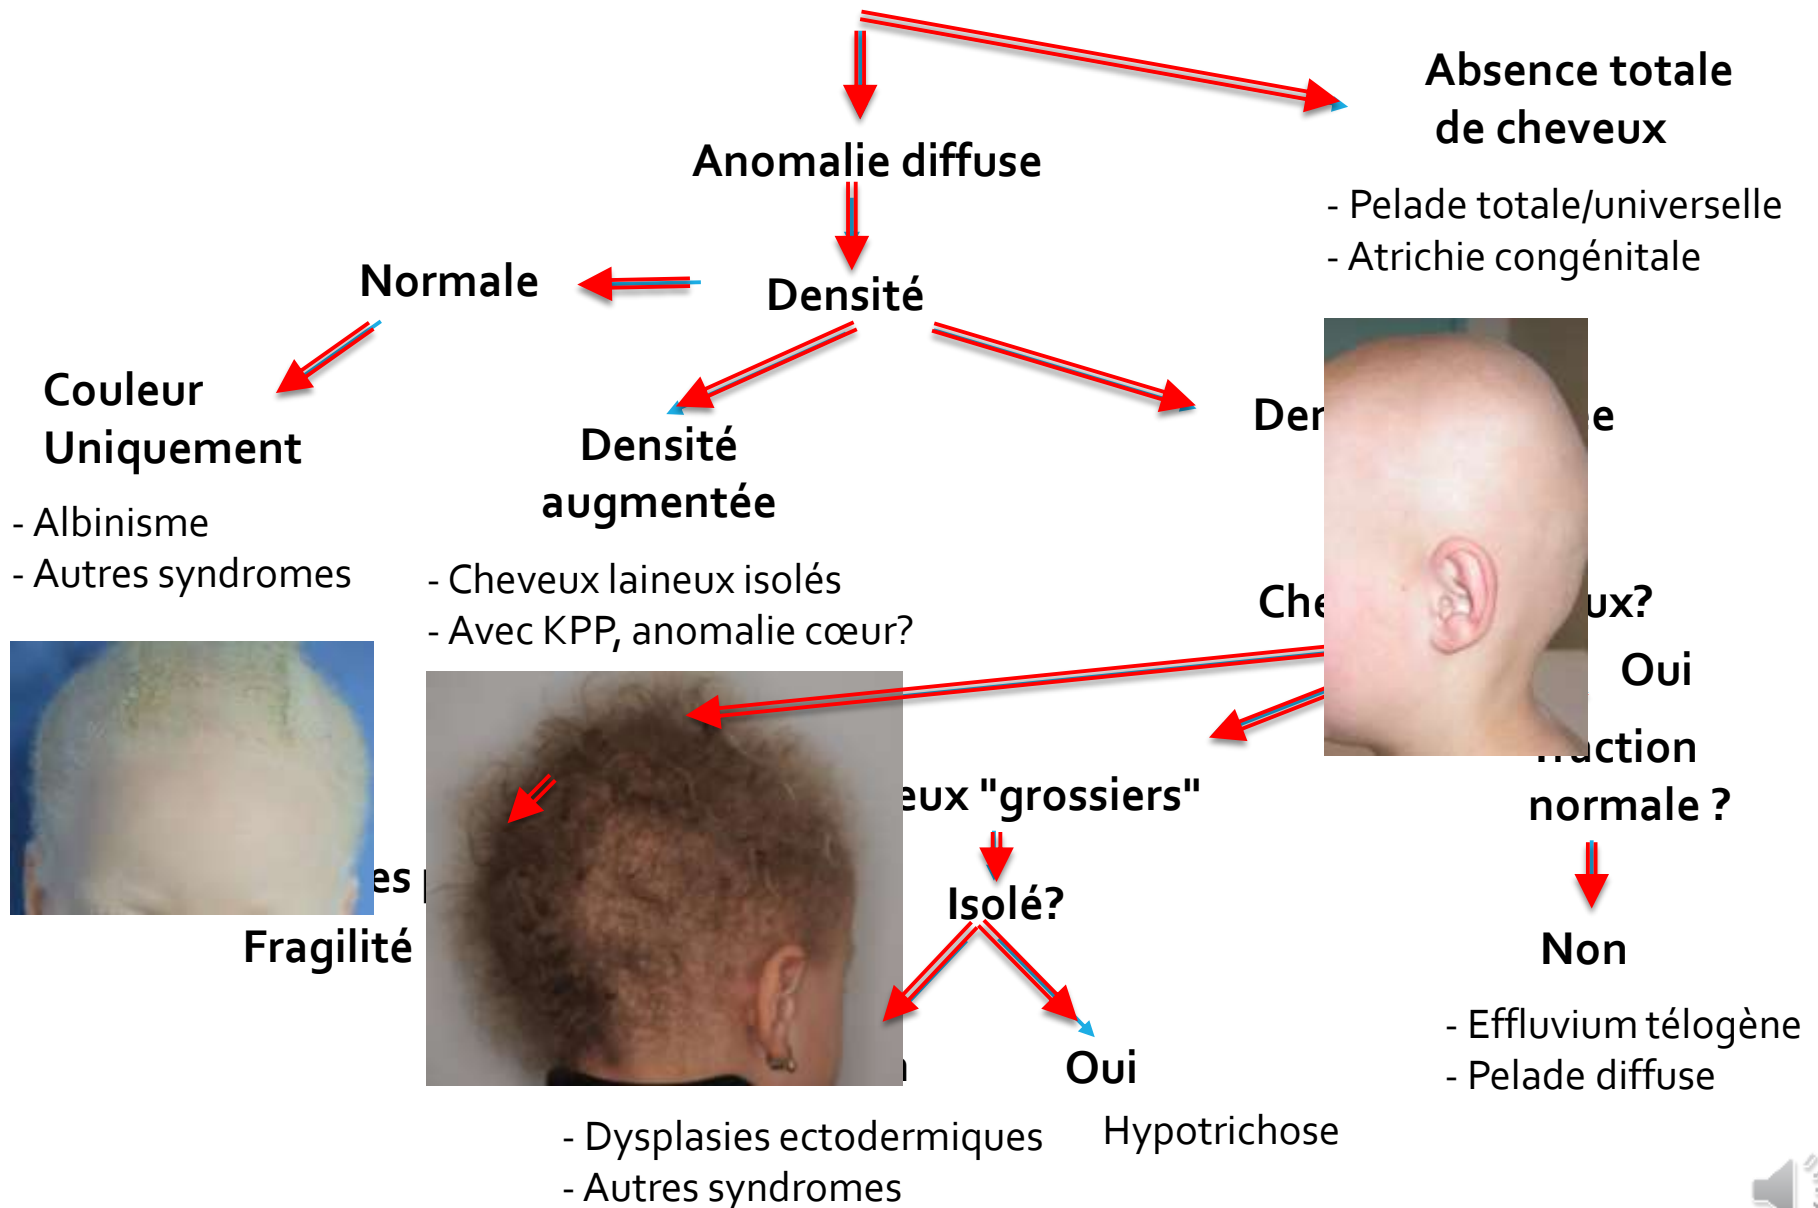 Absence totale
de cheveux
- Pelade totale/universelle
- Atrichie congénitale
Anomalie diffuse
Densité
Normale
Couleur
Uniquement
- Albinisme
- Autres syndromes
Densité
augmentée
- Cheveux laineux isolés
- Avec KPP, anomalie cœur?
Oui
normale ?
Non
- Effluvium télogène
- Pelade diffuse
"grossiers"
Isolé?
Fragilité
Oui
Hypotrichose
- Dysplasies ectodermiques
- Autres syndromes